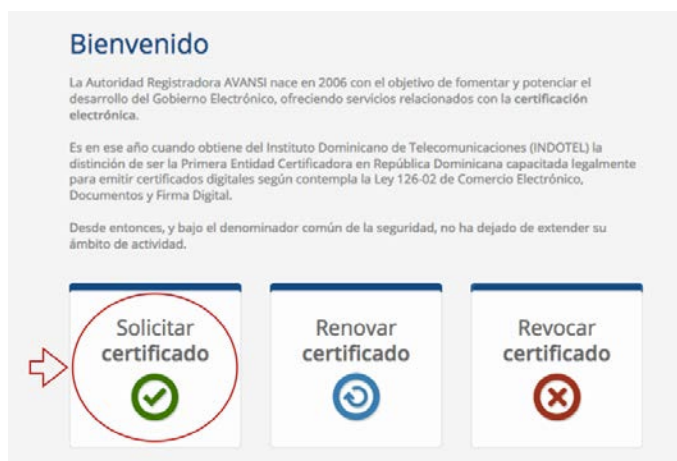 Bienvenido
La Autoridad Registradora AVANSI nace en 2006 con el objetivo de fomentar y potenciar el
desarrollo del Gobierno Electrónico, ofreciendo servicios relacionados con la certificación
electrónica.
Es en ese año cuando obtiene del Instituto Dominicano de Telecomunicaciones (INDOTEL) la
distinción de ser la Primera Entidad Certificadora en República Dominicana capacitada legalmente
para emitir certificados digitales según contempla la Ley 126-02 de Comercio Electrónico,
Documentos y Firma Digital.
Desde entonces, y bajo el denominador común de la seguridad, no ha dejado de extender su
ámbito de actividad.
Solicitar
certificado
Renovar
certificado
Revocar
certificado